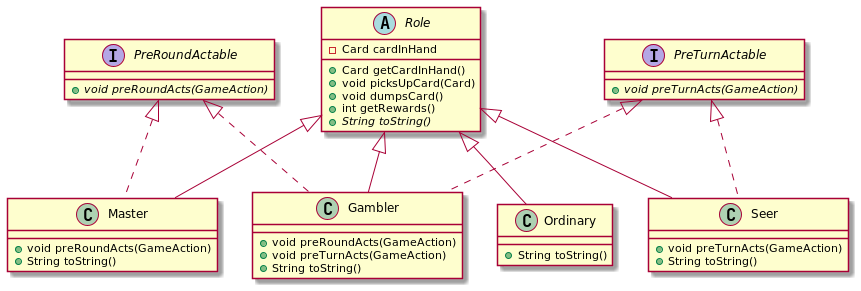 I PreRoundActable
void preRoundActs(GameAction)
A Role
Card cardInHand
Card getCardInHand()
void picksUpCard(Card)
void dumpsCard()
int getRewards()
String toString()
I PreTurnActable
void preTurnActs(GameAction)
C Master
void preRoundActs(GameAction)
String toString()
C Gambler
void preRoundActs(GameAction)
void preTurnActs(GameAction)
String toString()
C Ordinary
String toString()
C Seer
void preTurnActs(GameAction)
String toString()